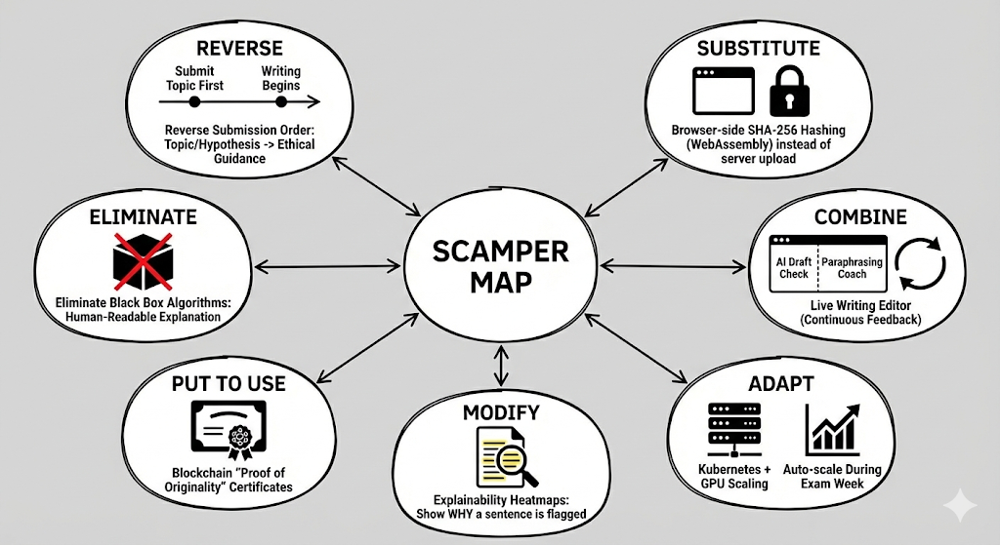 REVERSE
Submit
Topic First
Writing
Begins
Reverse Submission Order:
Topic/Hypothesis -> Ethical
Guidance
SUBSTITUTE
Browser-side SHA-256 Hashing
(WebAssembly) instead of
server upload
ELIMINATE
Eliminate Black Box Algorithms:
Human-Readable Explanation
SCAMPER
MAP
COMBINE
AI Draft
Check
Paraphrasing
Coach
Live Writing Editor
(Continuous Feedback)
PUT TO USE
Blockchain "Proof of
Originality" Certificates
MODIFY
Explainability Heatmaps:
Show WHY a sentence is flagged
ADAPT
Kubernetes +
GPU Scaling
Auto-scale During
Exam Week